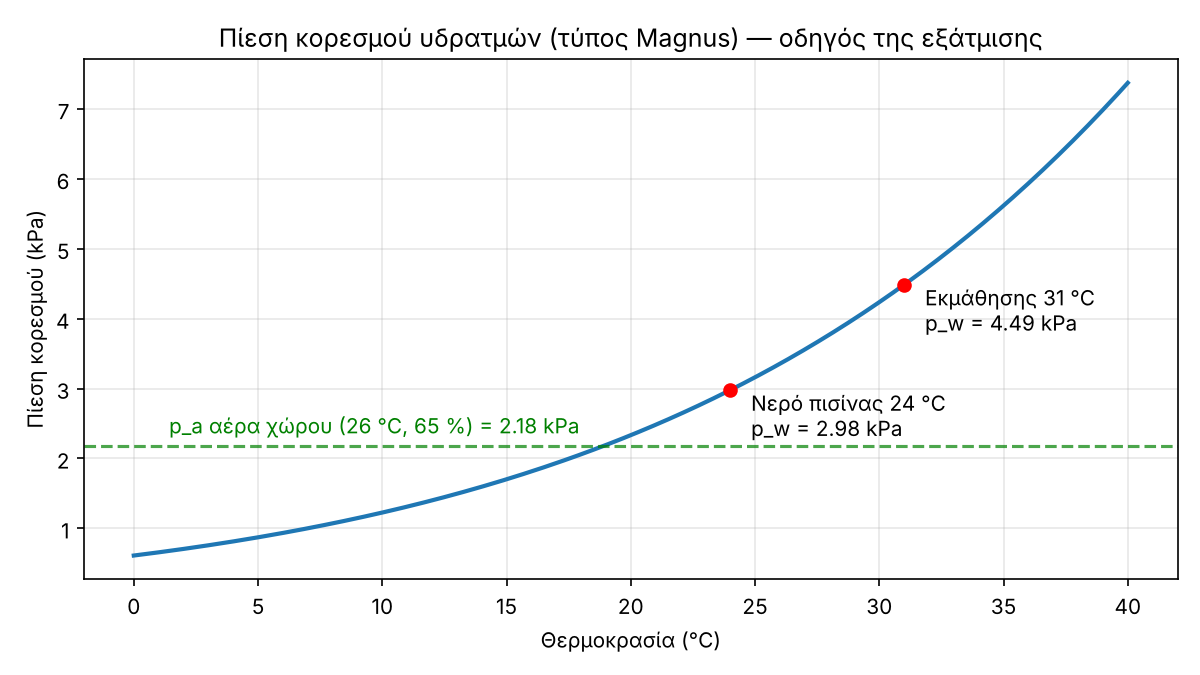 Πίεση κορεσμού υδρατμών (τύπος Magnus) — οδηγός της εξάτμισης
Πίεση κορεσμού (kPa)
7
6
5
4
3
2
1
Εκμάθησης 31 °C
p_w = 4.49 kPa
Νερό πισίνας 24 °C
p_w = 2.98 kPa
p_a αέρα χώρου (26 °C, 65 %) = 2.18 kPa
0 5 10 15 20 25 30 35 40
Θερμοκρασία (°C)